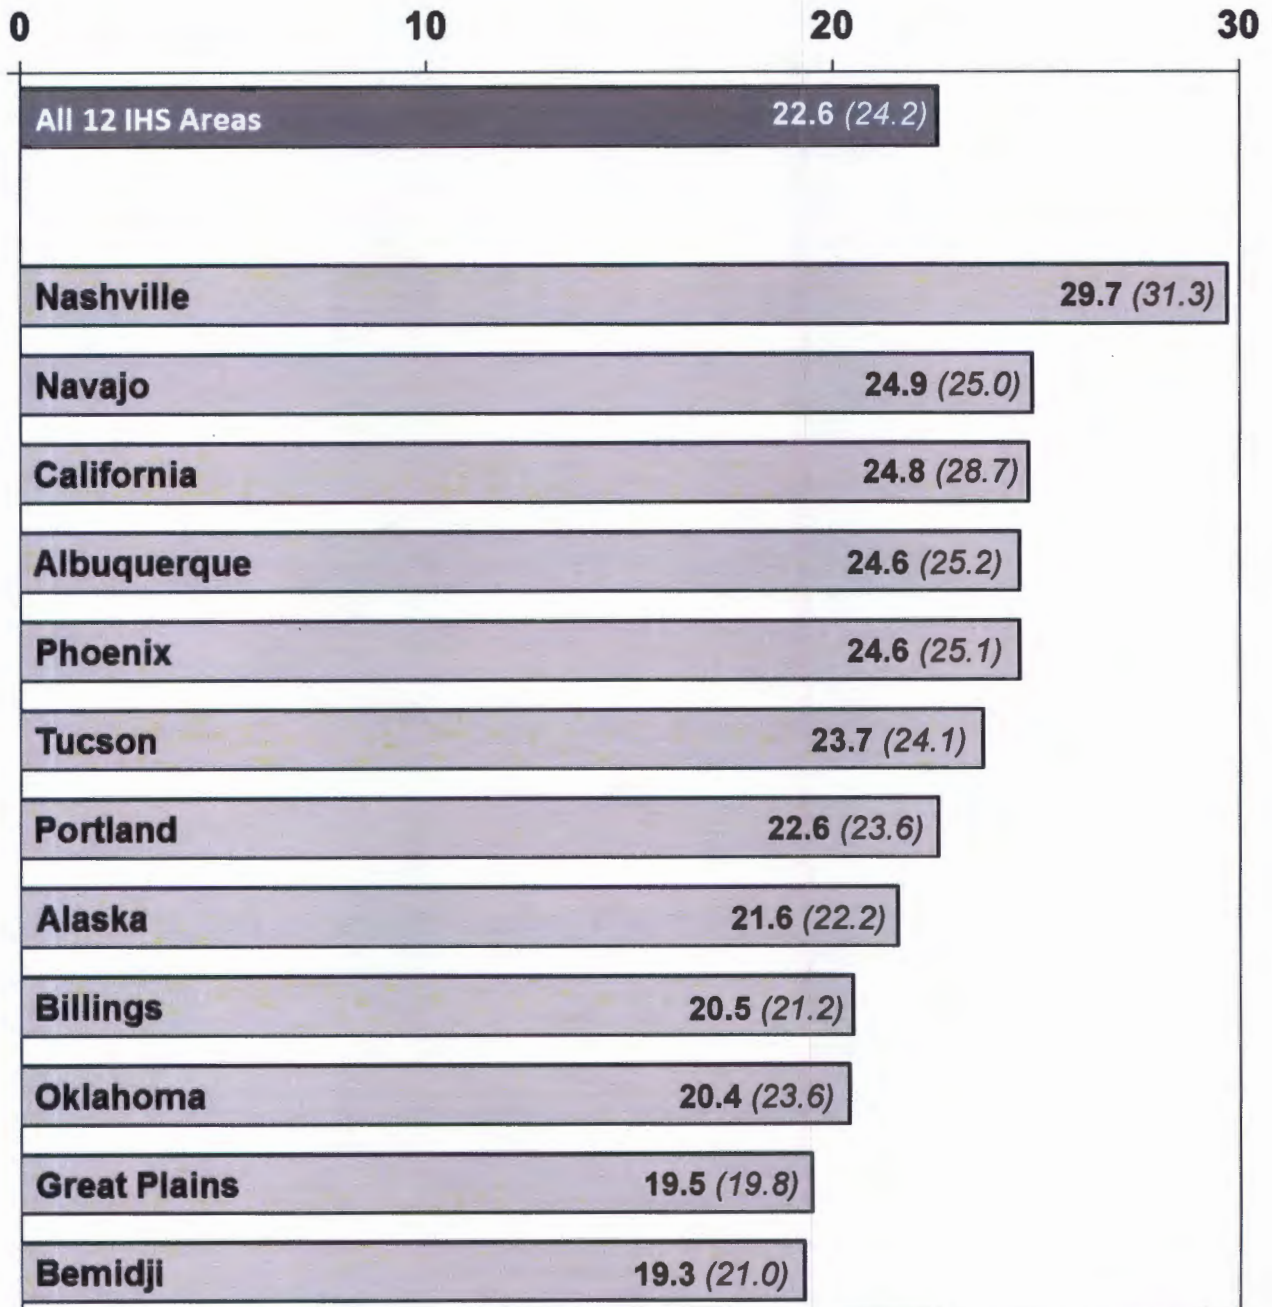 0 10 20 30
All 12 IHS Areas 22.6 (24.2)
Nashville 29.7 (31.3)
Navajo 24.9 (25.0)
California 24.8 (28.7)
Albuquerque 24.6 (25.2)
Phoenix 24.6 (25.1)
Tucson 23.7 (24.1)
Portland 22.6 (23.6)
Alaska 21.6 (22.2)
Billings 20.5 (21.2)
Oklahoma 20.4 (23.6)
Great Plains 19.5 (19.8)
Bemidji 19.3 (21.0)